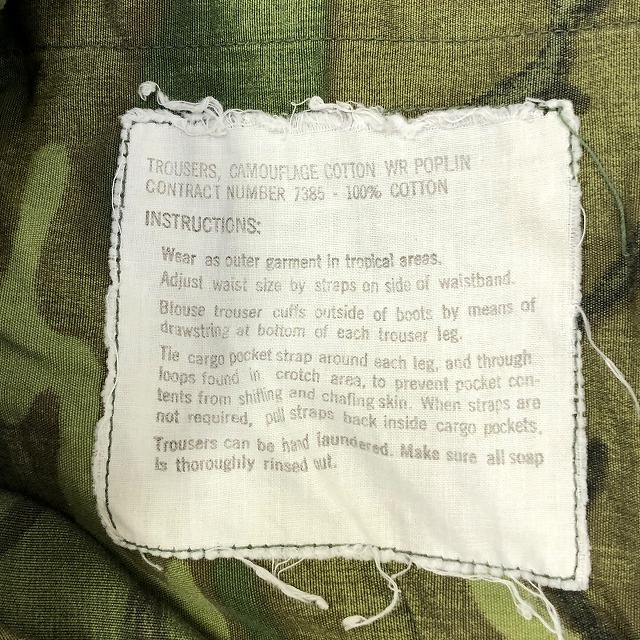 TROUSERS, CAMOUFLAGE COTTON WR POPLIN
CONTRACT NUMBER 7385 - 100% COTTON
INSTRUCTIONS:
Wear as outer garment in tropical areas.
Adjust waist size by straps on side of waistband.
Blouse trouser cuffs outside of boots by means of
drawstring at bottom of each trouser leg.
Tie cargo pocket strap around each leg, and through
loops found in crotch area, to prevent pocket con-
tents from shifting and chafing skin. When straps are
not required, pull straps back inside cargo pockets.
Trousers can be hand laundered. Make sure all soap
is thoroughly rinsed out.